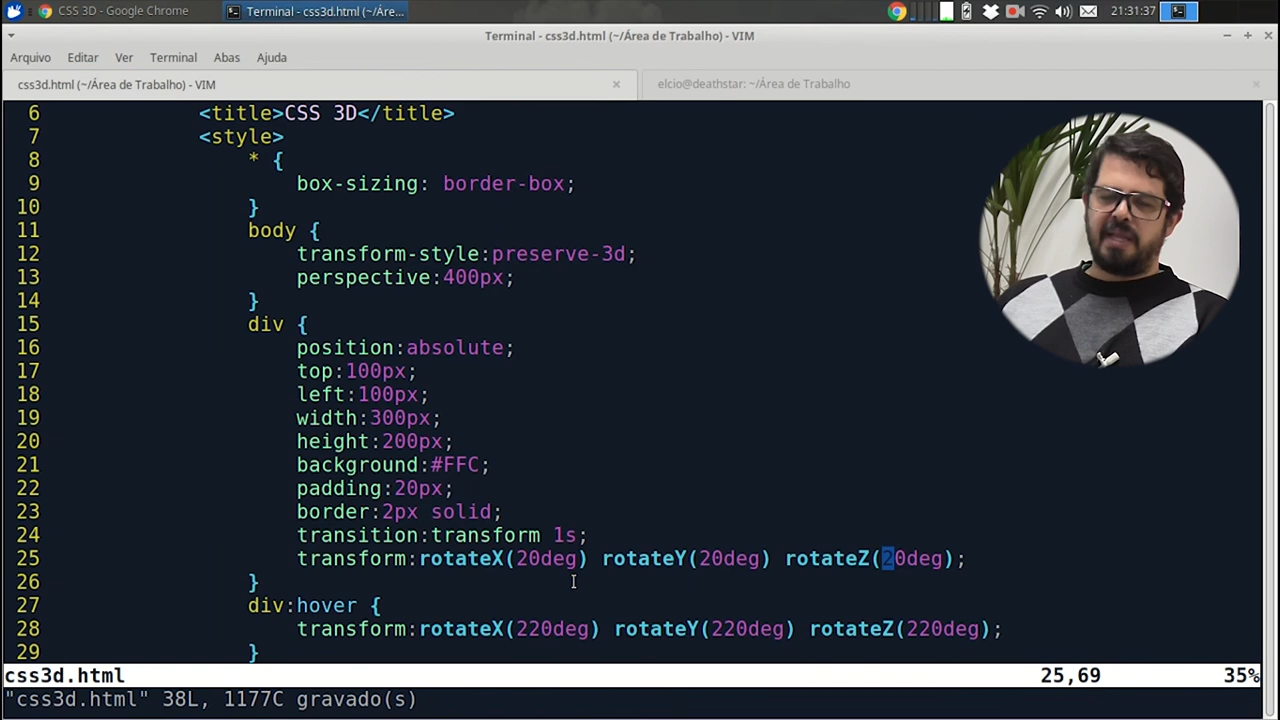 CSS 3D - Google Chrome
Terminal - css3d.html (~/Áre...
21:31:37
Terminal - css3d.html (~/Área de Trabalho) - VIM
Arquivo Editar Ver Terminal Abas Ajuda
css3d.html (~/Área de Trabalho) - VIM
elcio@deathstar: ~/Área de Trabalho
6 <title>CSS 3D</title>
7 <style>
8 * {
9 box-sizing: border-box;
10 }
11 body {
12 transform-style:preserve-3d;
13 perspective:400px;
14 }
15 div {
16 position:absolute;
17 top:100px;
18 left:100px;
19 width:300px;
20 height:200px;
21 background:#FFC;
22 padding:20px;
23 border:2px solid;
24 transition:transform 1s;
25 transform:rotateX(20deg) rotateY(20deg) rotateZ(20deg);
26 }
27 div:hover {
28 transform:rotateX(220deg) rotateY(220deg) rotateZ(220deg);
29 }
css3d.html 25,69 35%
"css3d.html" 38L, 1177C gravado(s)